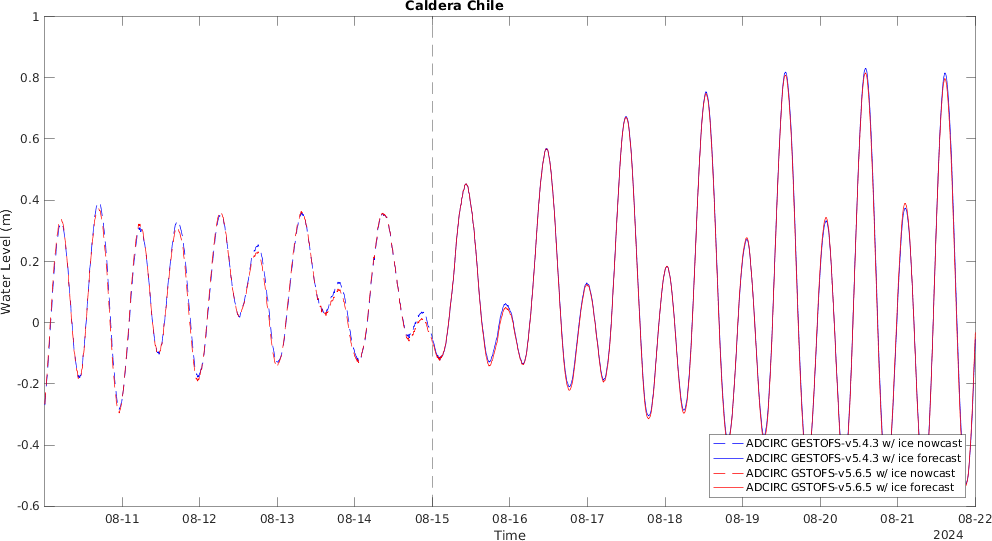 Caldera Chile
1
0.8
0.6
0.4
0.2
0
-0.2
-0.4
-0.6
Water Level (m)
ADCIRC GESTOFS-v5.4.3 w/ ice nowcast
ADCIRC GESTOFS-v5.4.3 w/ ice forecast
ADCIRC GSTOFS-v5.6.5 w/ ice nowcast
ADCIRC GSTOFS-v5.6.5 w/ ice forecast
08-11 08-12 08-13 08-14 08-15 08-16 08-17 08-18 08-19 08-20 08-21 08-22
Time
2024